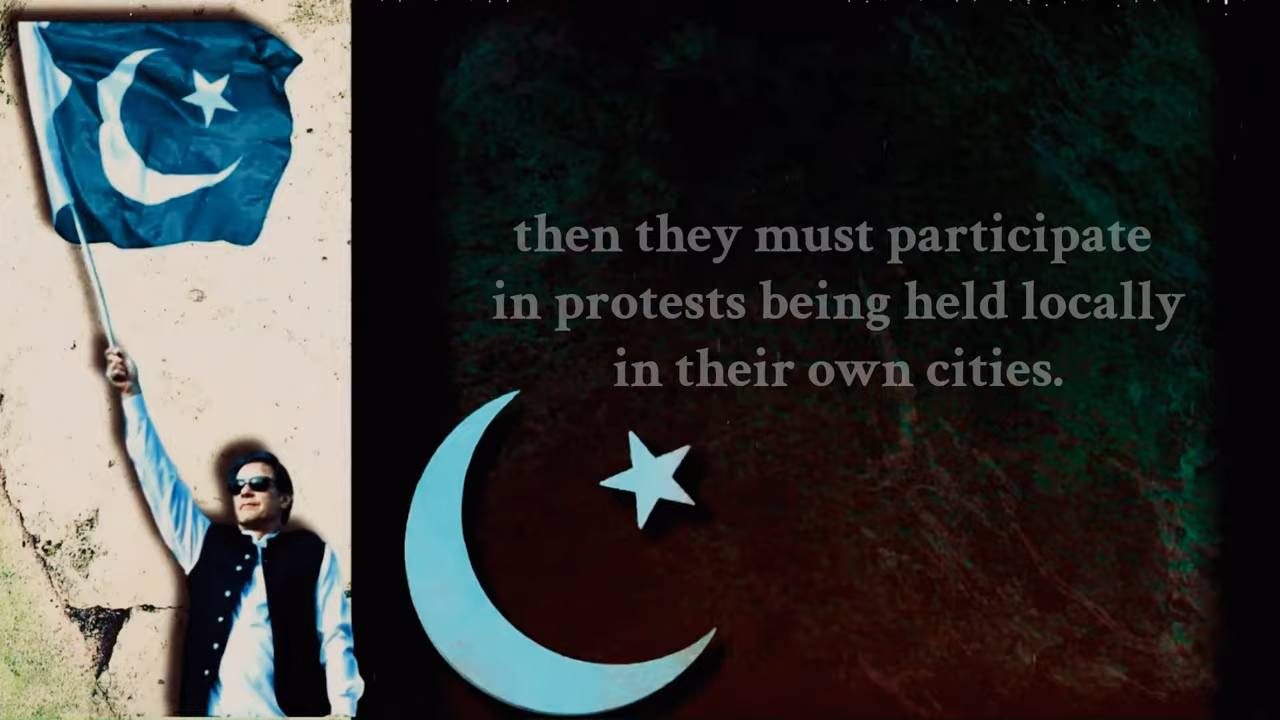 then they must participate
in protests being held locally
in their own cities.